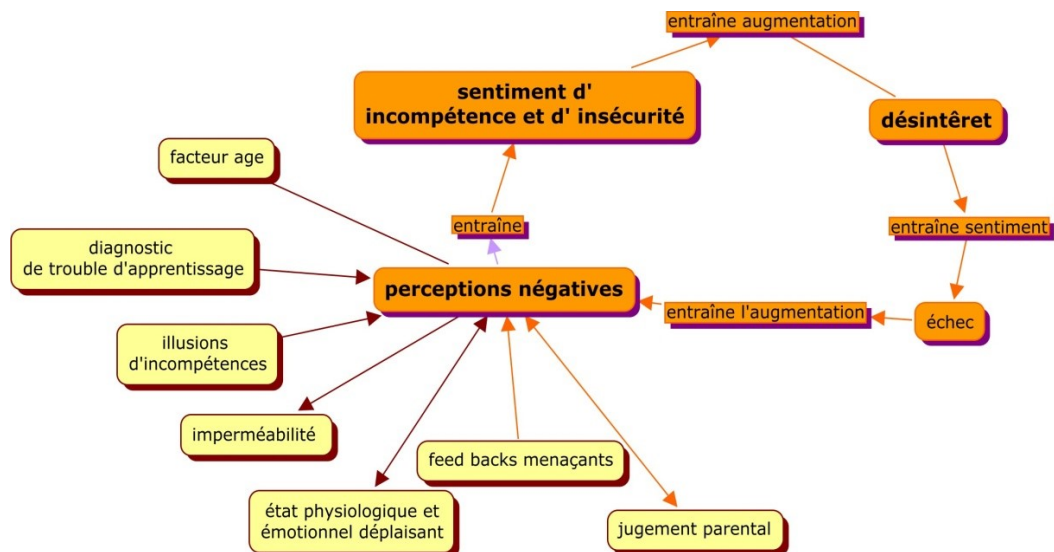 entraîne augmentation
sentiment d'
incompétence et d' insécurité
désintêret
facteur age
entraîne
entraîne sentiment
diagnostic
de trouble d'apprentissage
perceptions négatives
entraîne l'augmentation
échec
illusions
d'incompétences
imperméabilité
feed backs menaçants
état physiologique et
émotionnel déplaisant
jugement parental